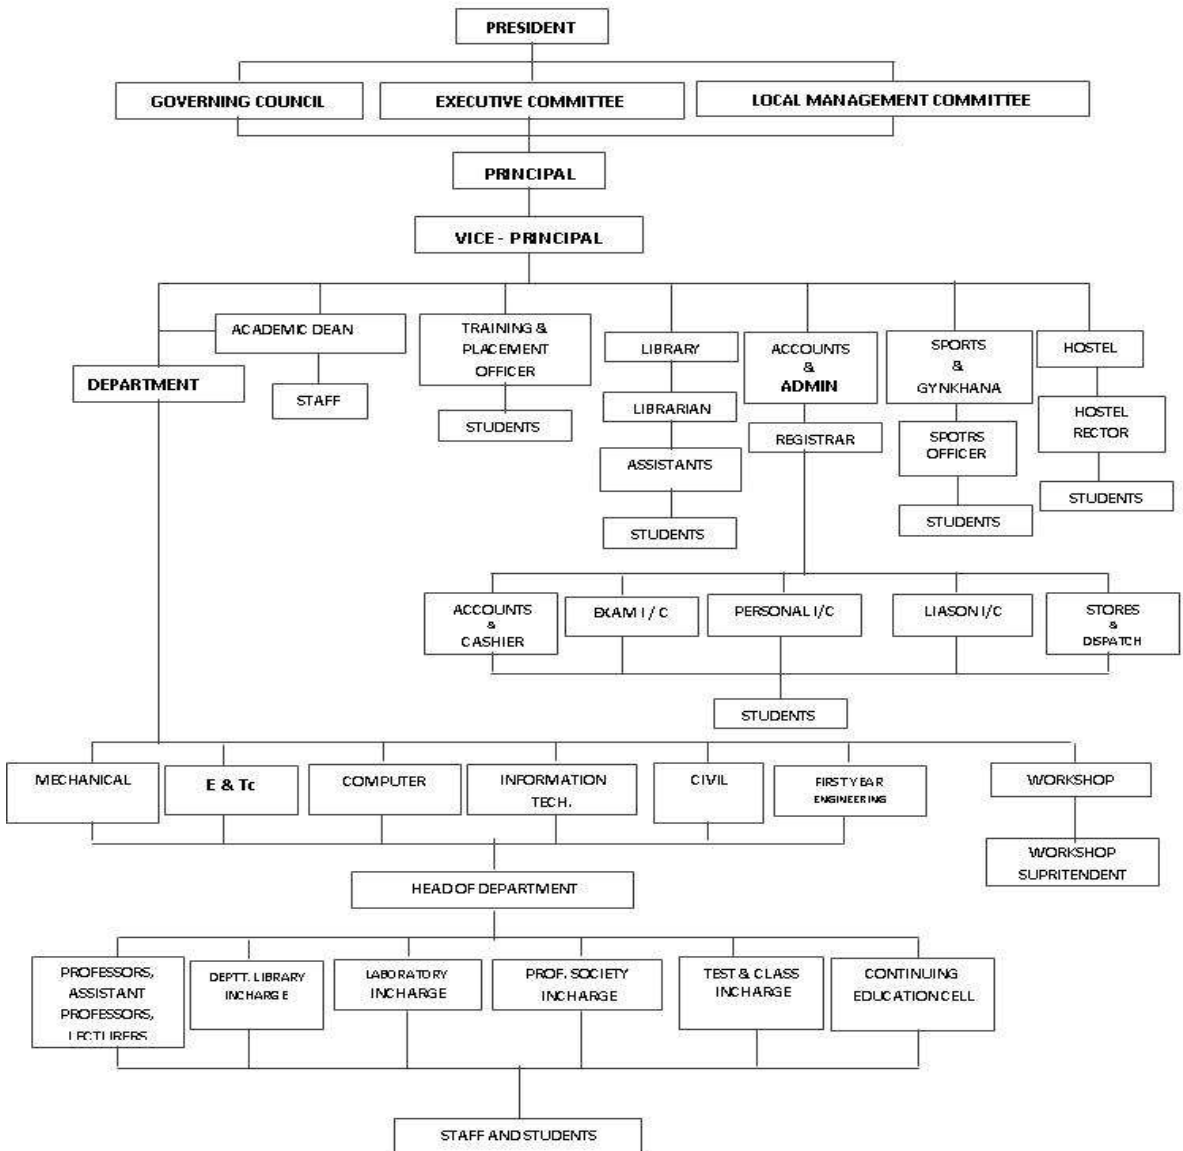 PRESIDENT
GOVERNING COUNCIL
EXECUTIVE COMMITTEE
LOCAL MANAGEMENT COMMITTEE
PRINCIPAL
VICE - PRINCIPAL
ACADEMIC DEAN
STAFF
DEPARTMENT
TRAINING &
PLACEMENT
OFFICER
STUDENTS
LIBRARY
LIBRARIAN
ASSISTANTS
STUDENTS
ACCOUNTS
&
ADMIN
REGISTRAR
SPORTS
&
GYNKHANA
SPOTRS
OFFICER
STUDENTS
HOSTEL
HOSTEL
RECTOR
STUDENTS
ACCOUNTS
&
CASHIER
EXAM I / C
PERSONAL I/C
LIASON I/C
STORES
&
DISPATCH
STUDENTS
MECHANICAL
E & Tc
COMPUTER
INFORMATION
TECH.
CIVIL
FIRST YEAR
ENGINEERING
WORKSHOP
WORKSHOP
SUPRITENDENT
HEAD OF DEPARTMENT
PROFESSORS,
ASSISTANT
PROFESSORS,
LECTURERS
DEPTT. LIBRARY
INCHARGE
LABORATORY
INCHARGE
PROF. SOCIETY
INCHARGE
TEST & CLASS
INCHARGE
CONTINUING
EDUCATION CELL
STAFF AND STUDENTS